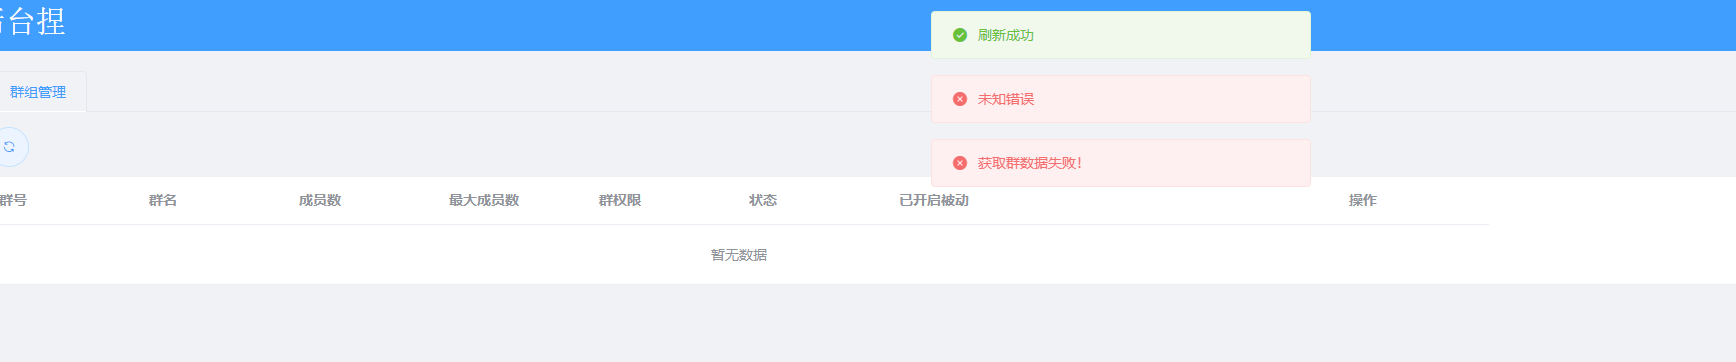 台捏
刷新成功
群组管理
未知错误
获取群数据失败!
群号 群名 成员数 最大成员数 群权限 状态 已开启被动 操作
暂无数据